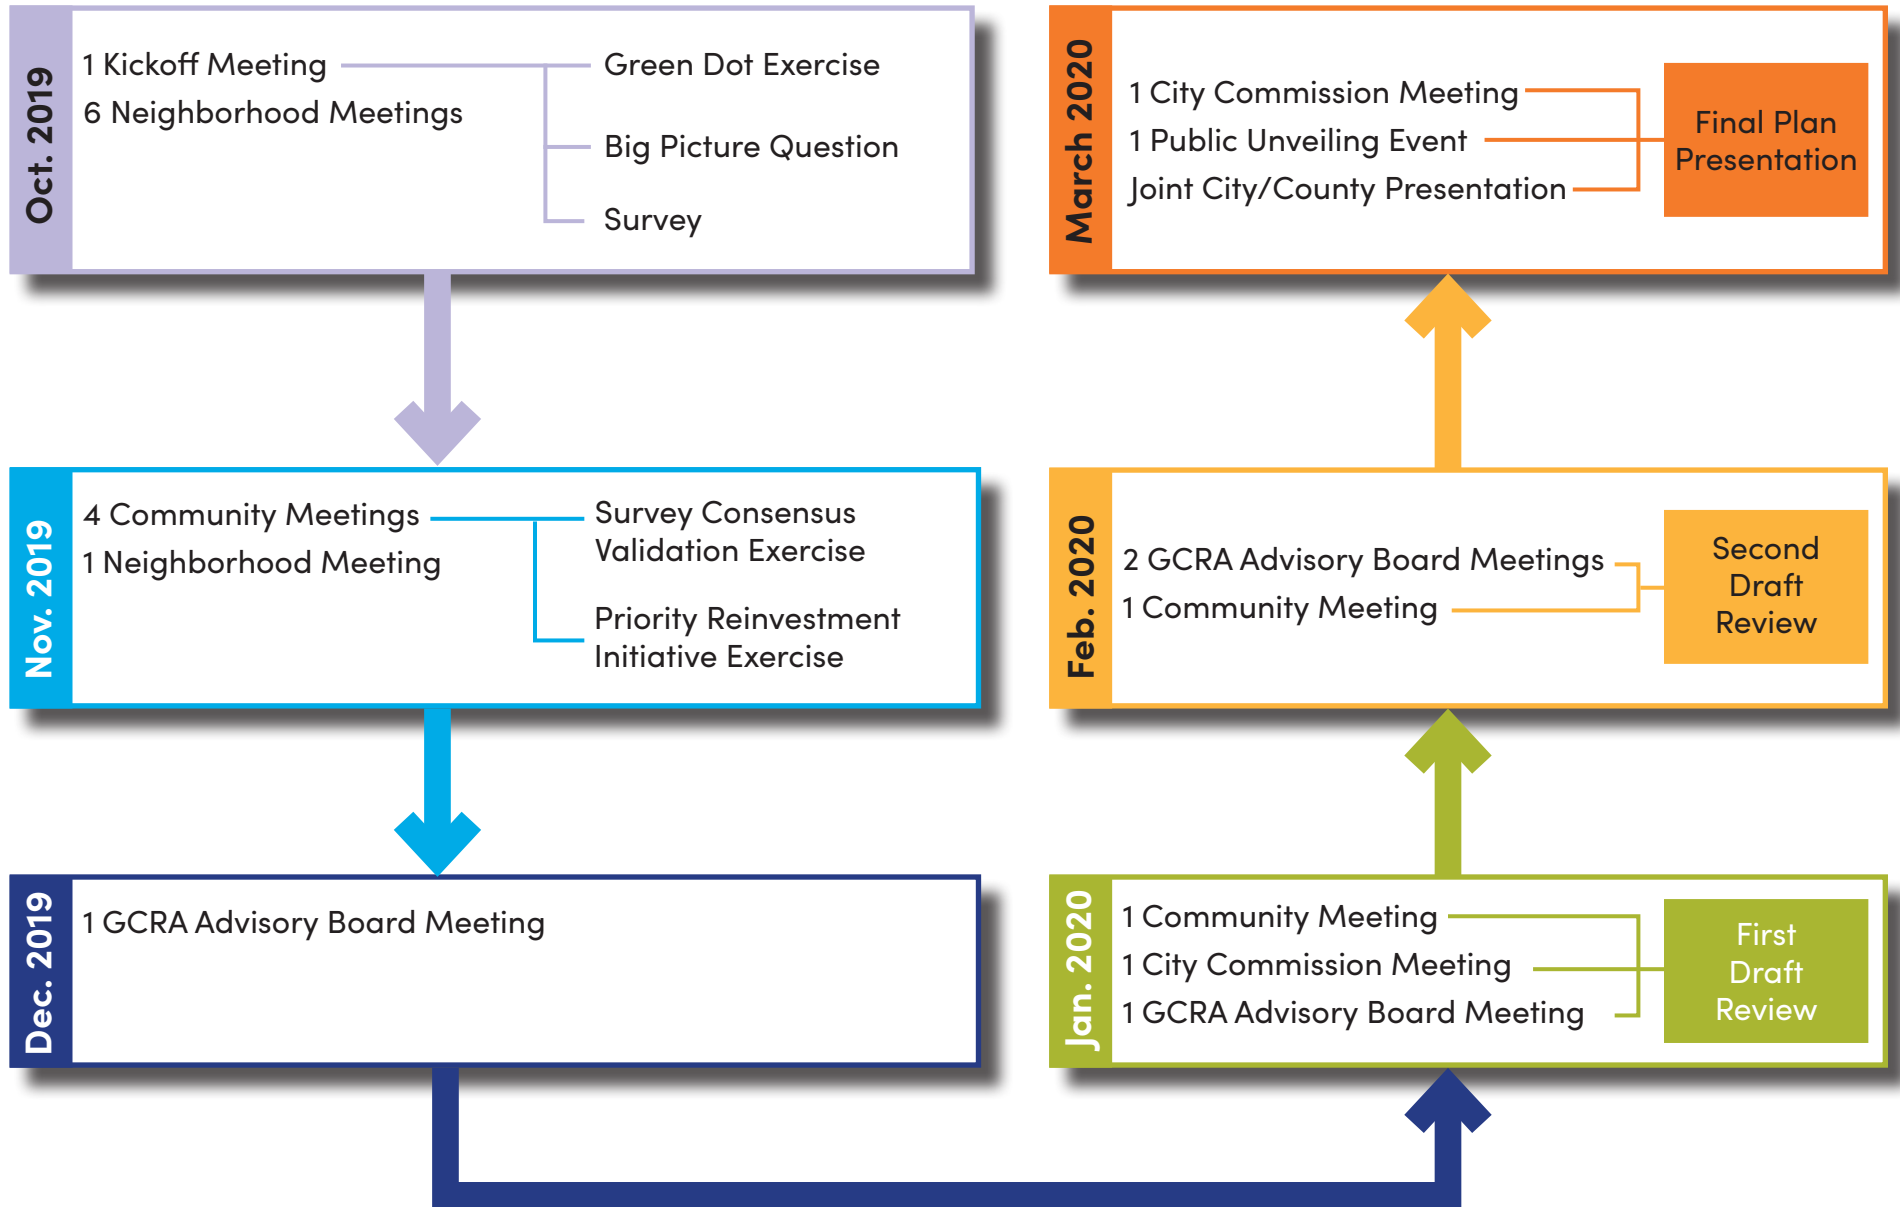 Oct. 2019
1 Kickoff Meeting
6 Neighborhood Meetings
Green Dot Exercise
Big Picture Question
Survey
Nov. 2019
4 Community Meetings
1 Neighborhood Meeting
Survey Consensus
Validation Exercise
Priority Reinvestment
Initiative Exercise
Dec. 2019
1 GCRA Advisory Board Meeting
Jan. 2020
1 Community Meeting
1 City Commission Meeting
1 GCRA Advisory Board Meeting
First
Draft
Review
Feb. 2020
2 GCRA Advisory Board Meetings
1 Community Meeting
Second
Draft
Review
March 2020
1 City Commission Meeting
1 Public Unveiling Event
Joint City/County Presentation
Final Plan
Presentation